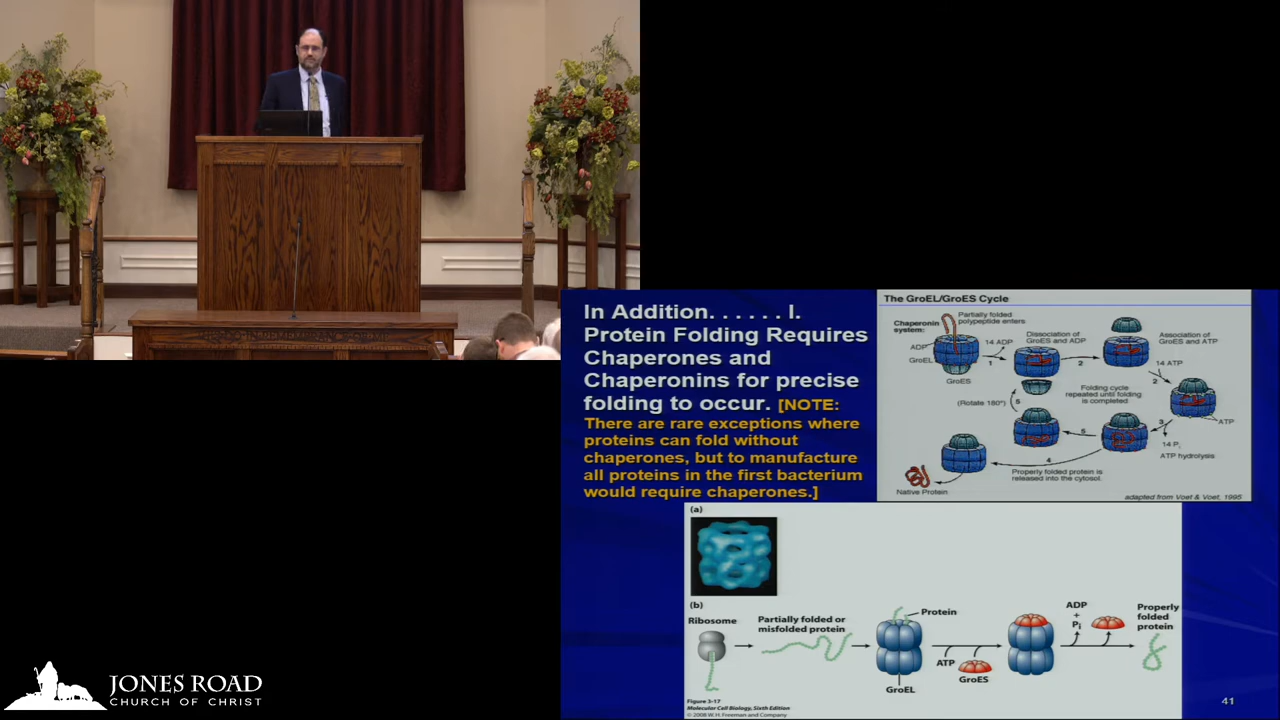 In Addition. . . . . . I.
Protein Folding Requires
Chaperones and
Chaperonins for precise
folding to occur. [NOTE:
There are rare exceptions where
proteins can fold without
chaperones, but to manufacture
all proteins in the first bacterium
would require chaperones.]
The GroEL/GroES Cycle
Chaperonin
system:
Partially folded
polypeptide enters
ADP
GroEL
GroES
14 ADP
1
Dissociation of
GroES and ADP
2
Association of
GroES and ATP
14 ATP
2
Folding cycle
repeated until folding
is completed
(Rotate 180°)
6
5
3
ATP
14 Pi
ATP hydrolysis
4
Properly folded protein is
released into the cytosol.
Native Protein
adapted from Voet & Voet, 1995
(a)
(b)
Ribosome
Partially folded or
misfolded protein
Protein
GroEL
ATP
GroES
ADP
+
Pi
Properly
folded
protein
Figure 3-17
Molecular Cell Biology, Sixth Edition
© 2008 W.H. Freeman and Company
41
JONES ROAD
CHURCH OF CHRIST